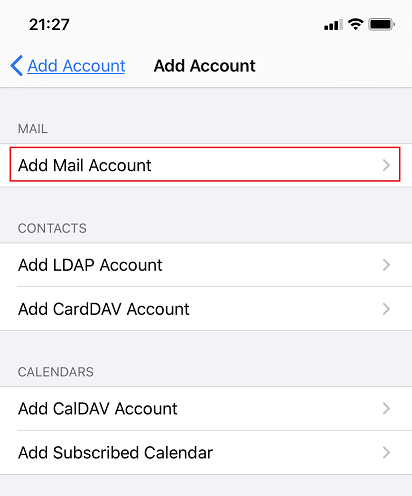 21:27
Add Account Add Account
MAIL
Add Mail Account
CONTACTS
Add LDAP Account
Add CardDAV Account
CALENDARS
Add CalDAV Account
Add Subscribed Calendar